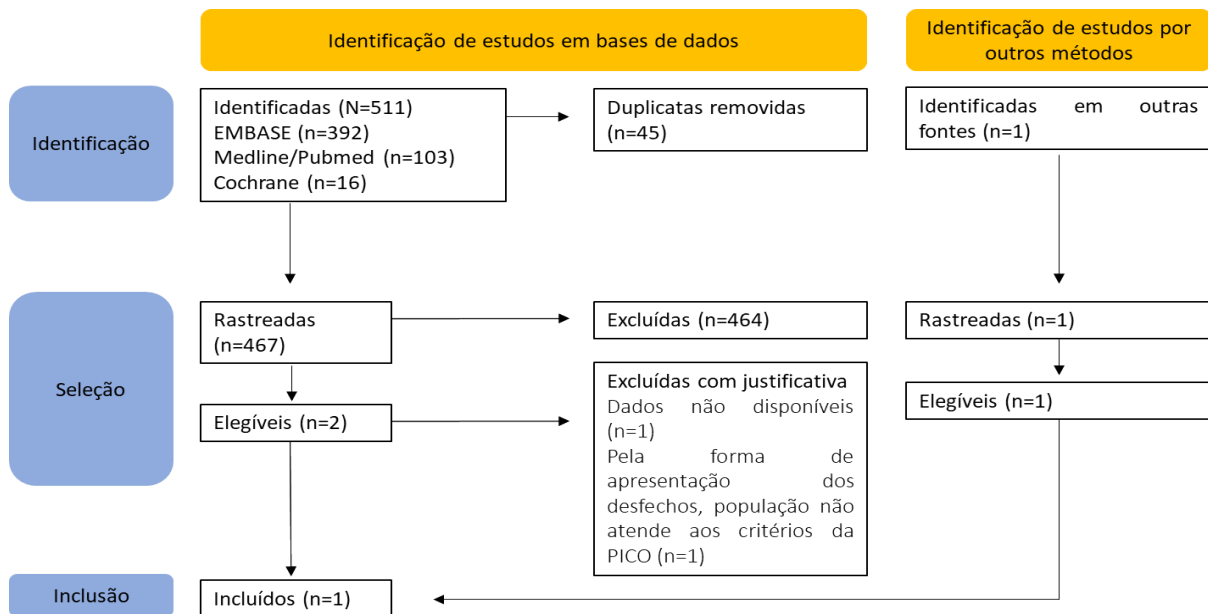 Identificação de estudos em bases de dados
Identificação de estudos por
outros métodos
Identificação
Identificadas (N=511)
EMBASE (n=392)
Medline/Pubmed (n=103)
Cochrane (n=16)
Duplicatas removidas
(n=45)
Identificadas em outras
fontes (n=1)
Seleção
Rastreadas
(n=467)
Excluídas (n=464)
Rastreadas (n=1)
Elegíveis (n=2)
Excluídas com justificativa
Dados não disponíveis
(n=1)
Pela forma de
apresentação dos
desfechos, população não
atende aos critérios da
PICO (n=1)
Elegíveis (n=1)
Inclusão
Incluídos (n=1)